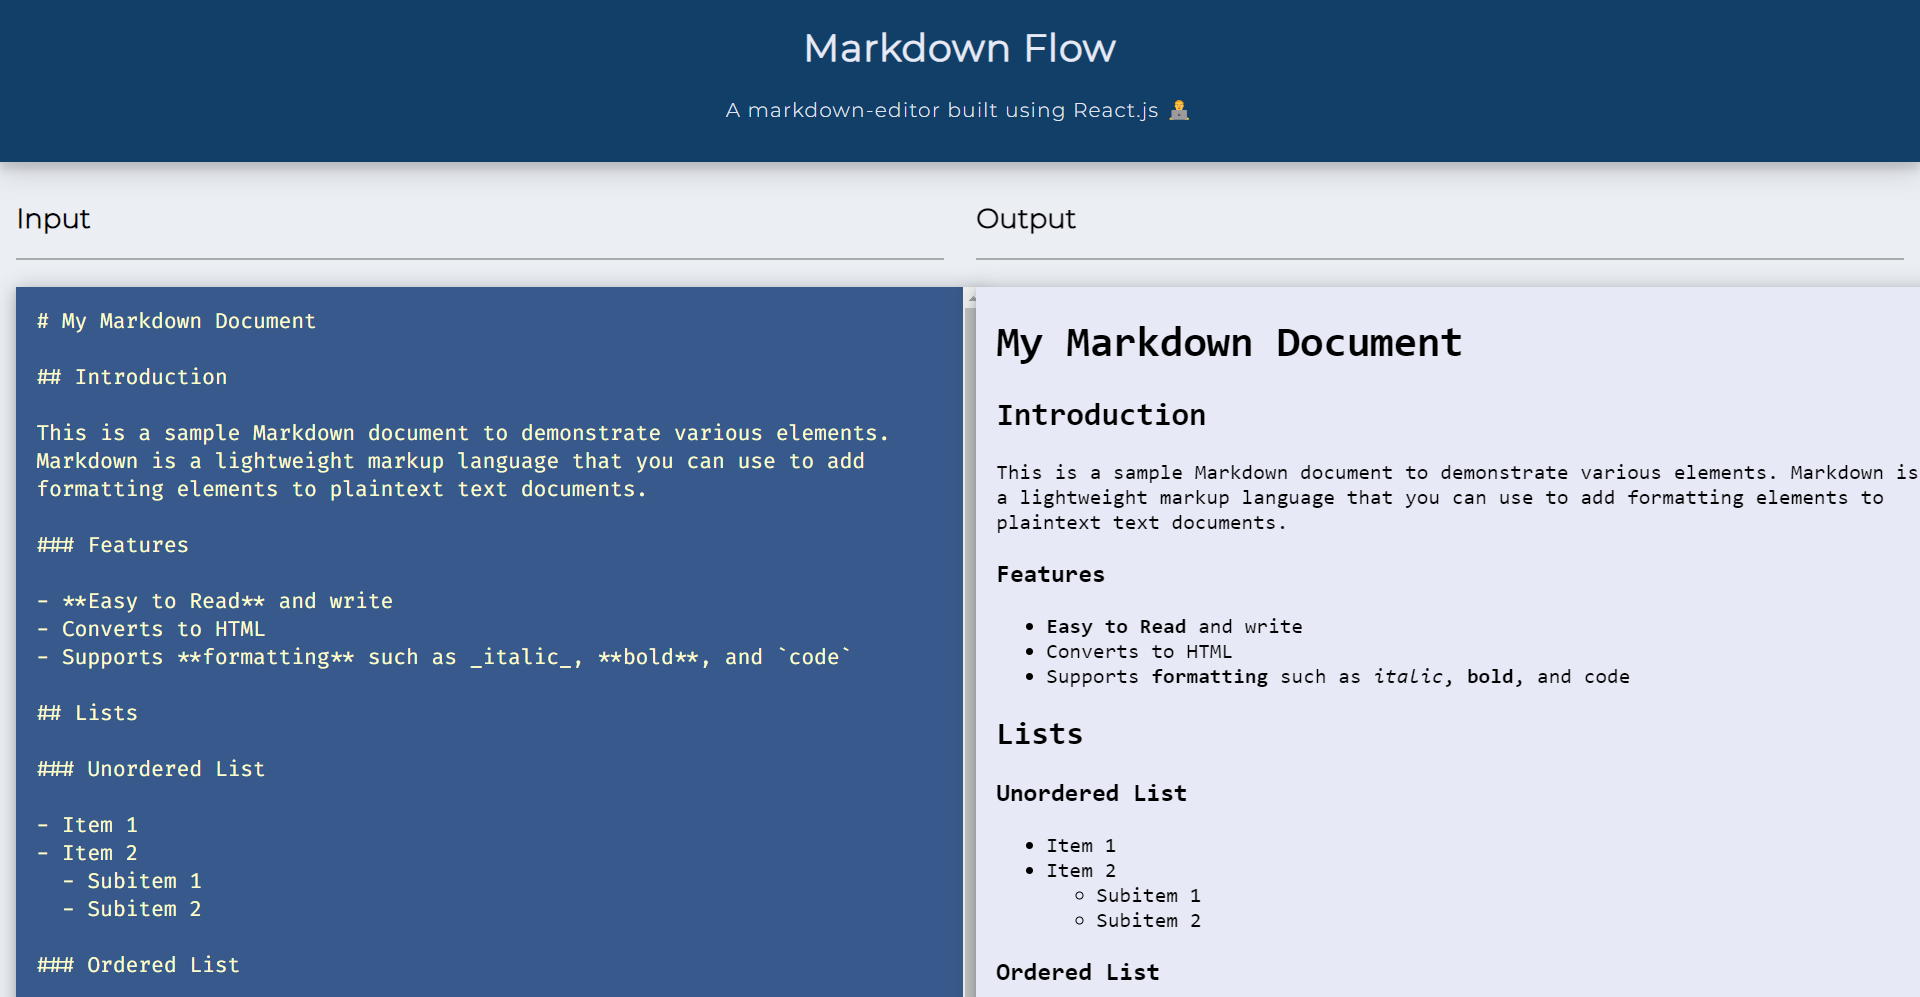 Markdown Flow
A markdown-editor built using React.js 🧑‍💻
Input
# My Markdown Document
## Introduction
This is a sample Markdown document to demonstrate various elements.
Markdown is a lightweight markup language that you can use to add
formatting elements to plaintext text documents.
### Features
- **Easy to Read** and write
- Converts to HTML
- Supports **formatting** such as _italic_, **bold**, and `code`
## Lists
### Unordered List
- Item 1
- Item 2
  - Subitem 1
  - Subitem 2
### Ordered List
Output
My Markdown Document
Introduction
This is a sample Markdown document to demonstrate various elements. Markdown is
a lightweight markup language that you can use to add formatting elements to
plaintext text documents.
Features
• Easy to Read and write
• Converts to HTML
• Supports formatting such as italic, bold, and code
Lists
Unordered List
• Item 1
• Item 2
◦ Subitem 1
◦ Subitem 2
Ordered List